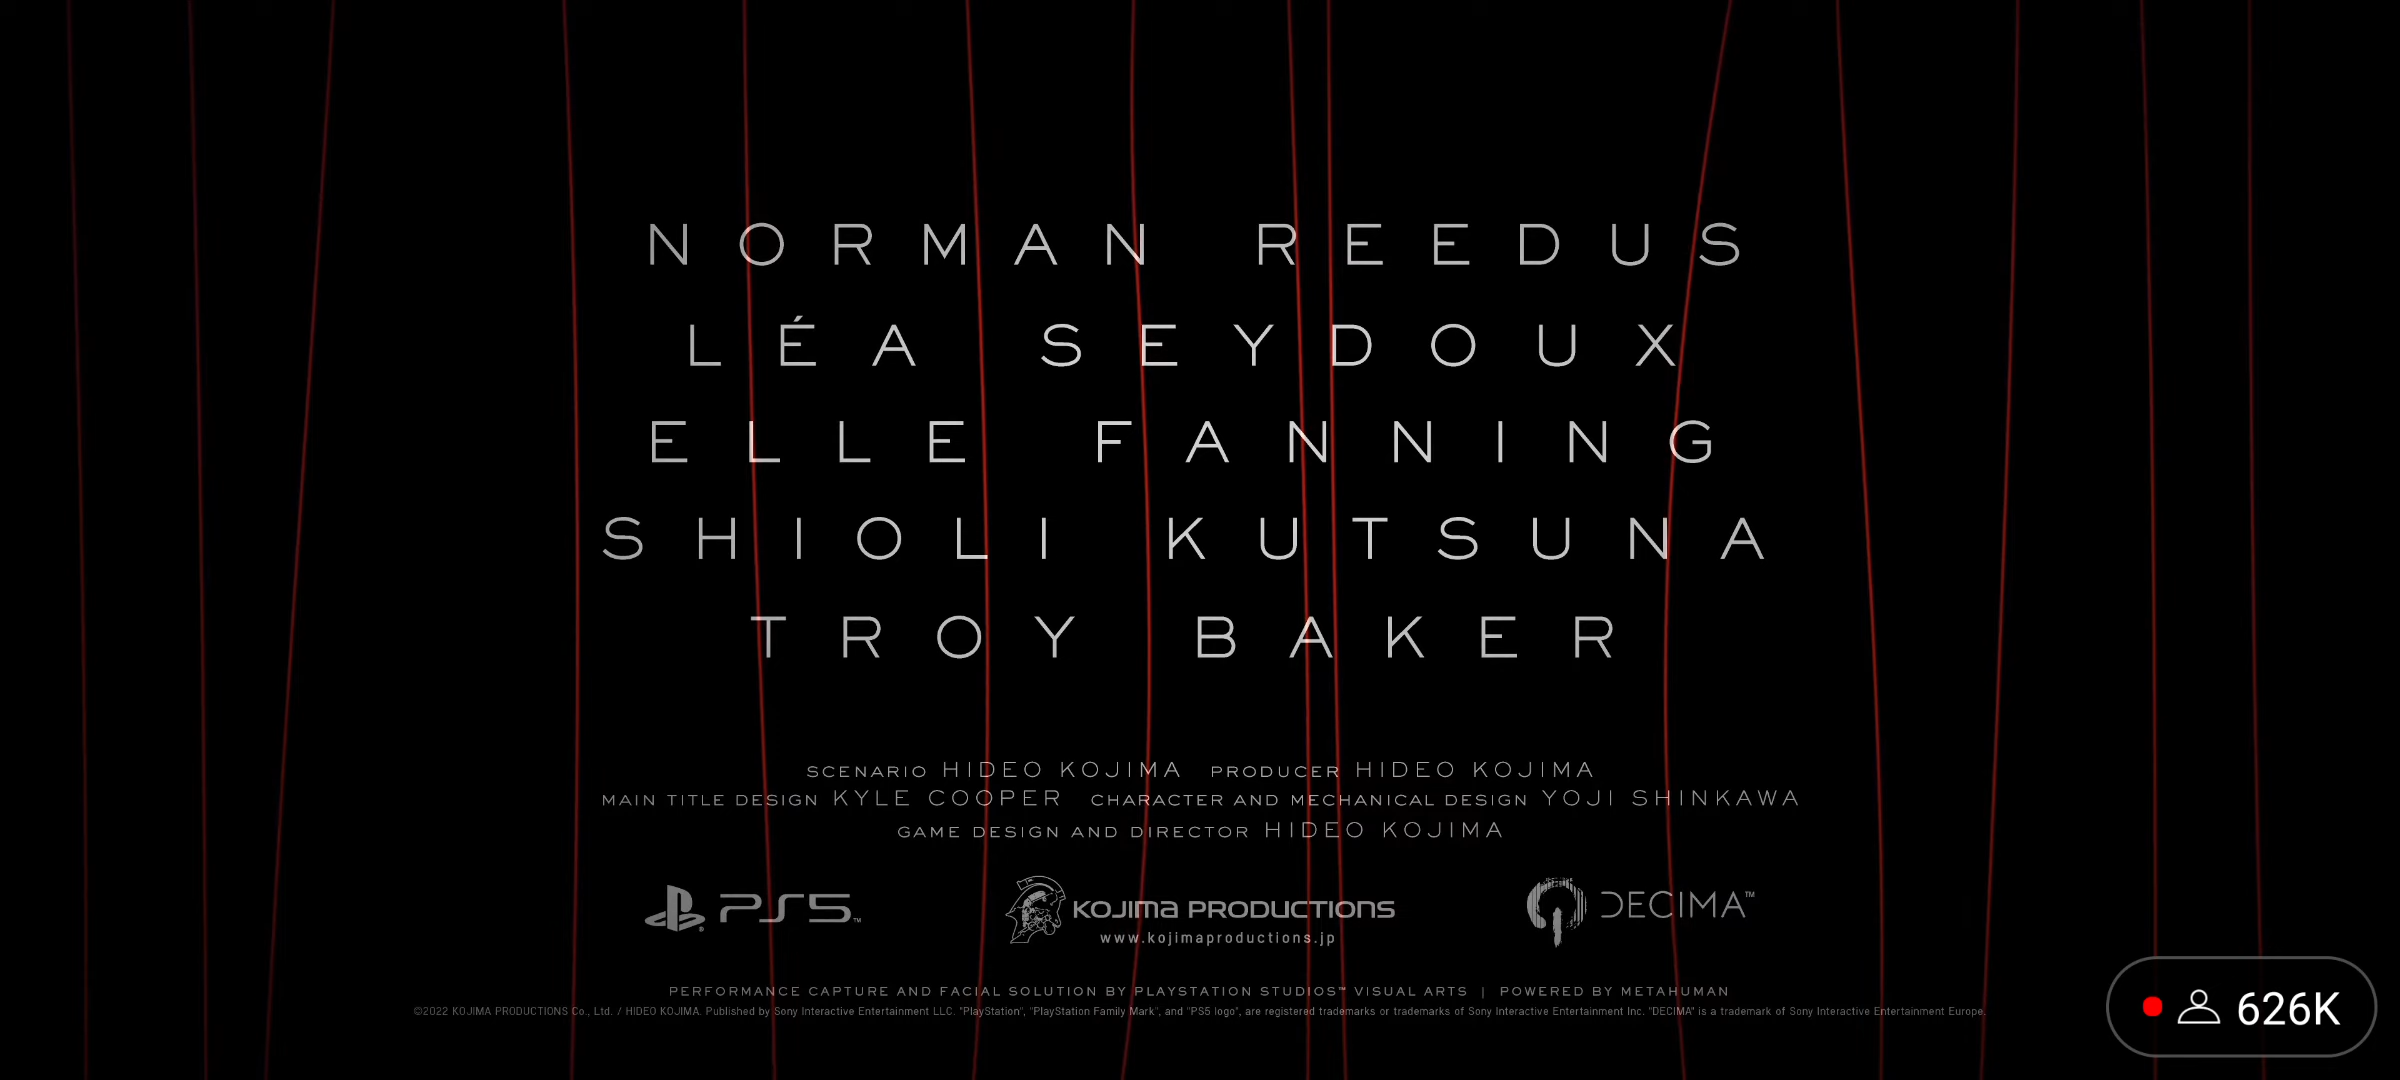 NORMAN REEDUS
LÉA SEYDOUX
ELLE FANNING
SHIOLI KUTSUNA
TROY BAKER
SCENARIO HIDEO KOJIMA PRODUCER HIDEO KOJIMA
MAIN TITLE DESIGN KYLE COOPER CHARACTER AND MECHANICAL DESIGN YOJI SHINKAWA
GAME DESIGN AND DIRECTOR HIDEO KOJIMA
PS5™ KOJIMA PRODUCTIONS DECIMA™
www.kojimaproductions.jp
PERFORMANCE CAPTURE AND FACIAL SOLUTION BY PLAYSTATION STUDIOS™ VISUAL ARTS | POWERED BY METAHUMAN
©2022 KOJIMA PRODUCTIONS Co., Ltd. / HIDEO KOJIMA. Published by Sony Interactive Entertainment LLC. "PlayStation", "PlayStation Family Mark", and "PS5 logo", are registered trademarks or trademarks of Sony Interactive Entertainment Inc. "DECIMA" is a trademark of Sony Interactive Entertainment Europe.
626K